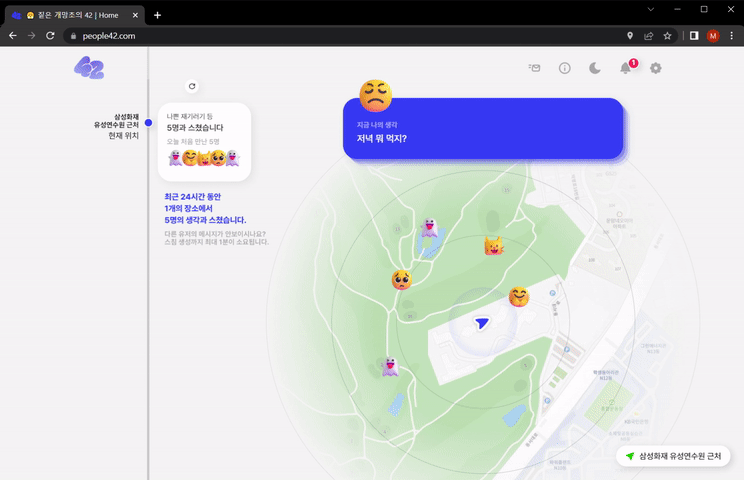 짙은 개망초의 42 | Home
people42.com
M
42
1
삼성화재
유성연수원 근처
현재 위치
나쁜 재가러기 등
5명과 스쳤습니다
오늘 처음 만난 5명
최근 24시간 동안
1개의 장소에서
5명의 생각과 스쳤습니다.
다른 유저의 메시지가 안보이시나요?
스침 생성까지 최대 1분이 소요됩니다.
지금 나의 생각
저녁 뭐 먹지?
삼성화재 유성연수원 근처